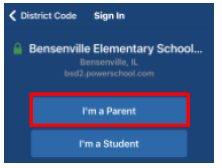 District Code Sign In
Bensenville Elementary School...
Bensenville, IL
bsd2.powerschool.com
I'm a Parent
I'm a Student